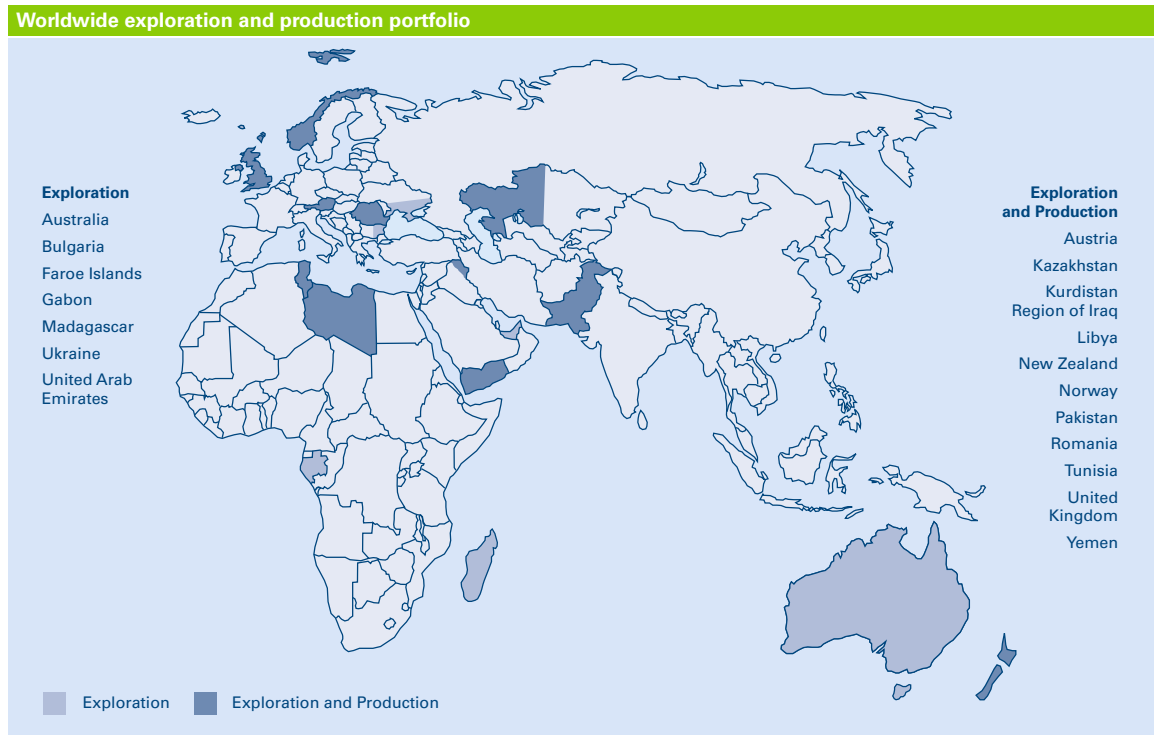 Worldwide exploration and production portfolio
Exploration
Australia
Bulgaria
Faroe Islands
Gabon
Madagascar
Ukraine
United Arab
Emirates
Exploration
and Production
Austria
Kazakhstan
Kurdistan
Region of Iraq
Libya
New Zealand
Norway
Pakistan
Romania
Tunisia
United
Kingdom
Yemen
Exploration
Exploration and Production